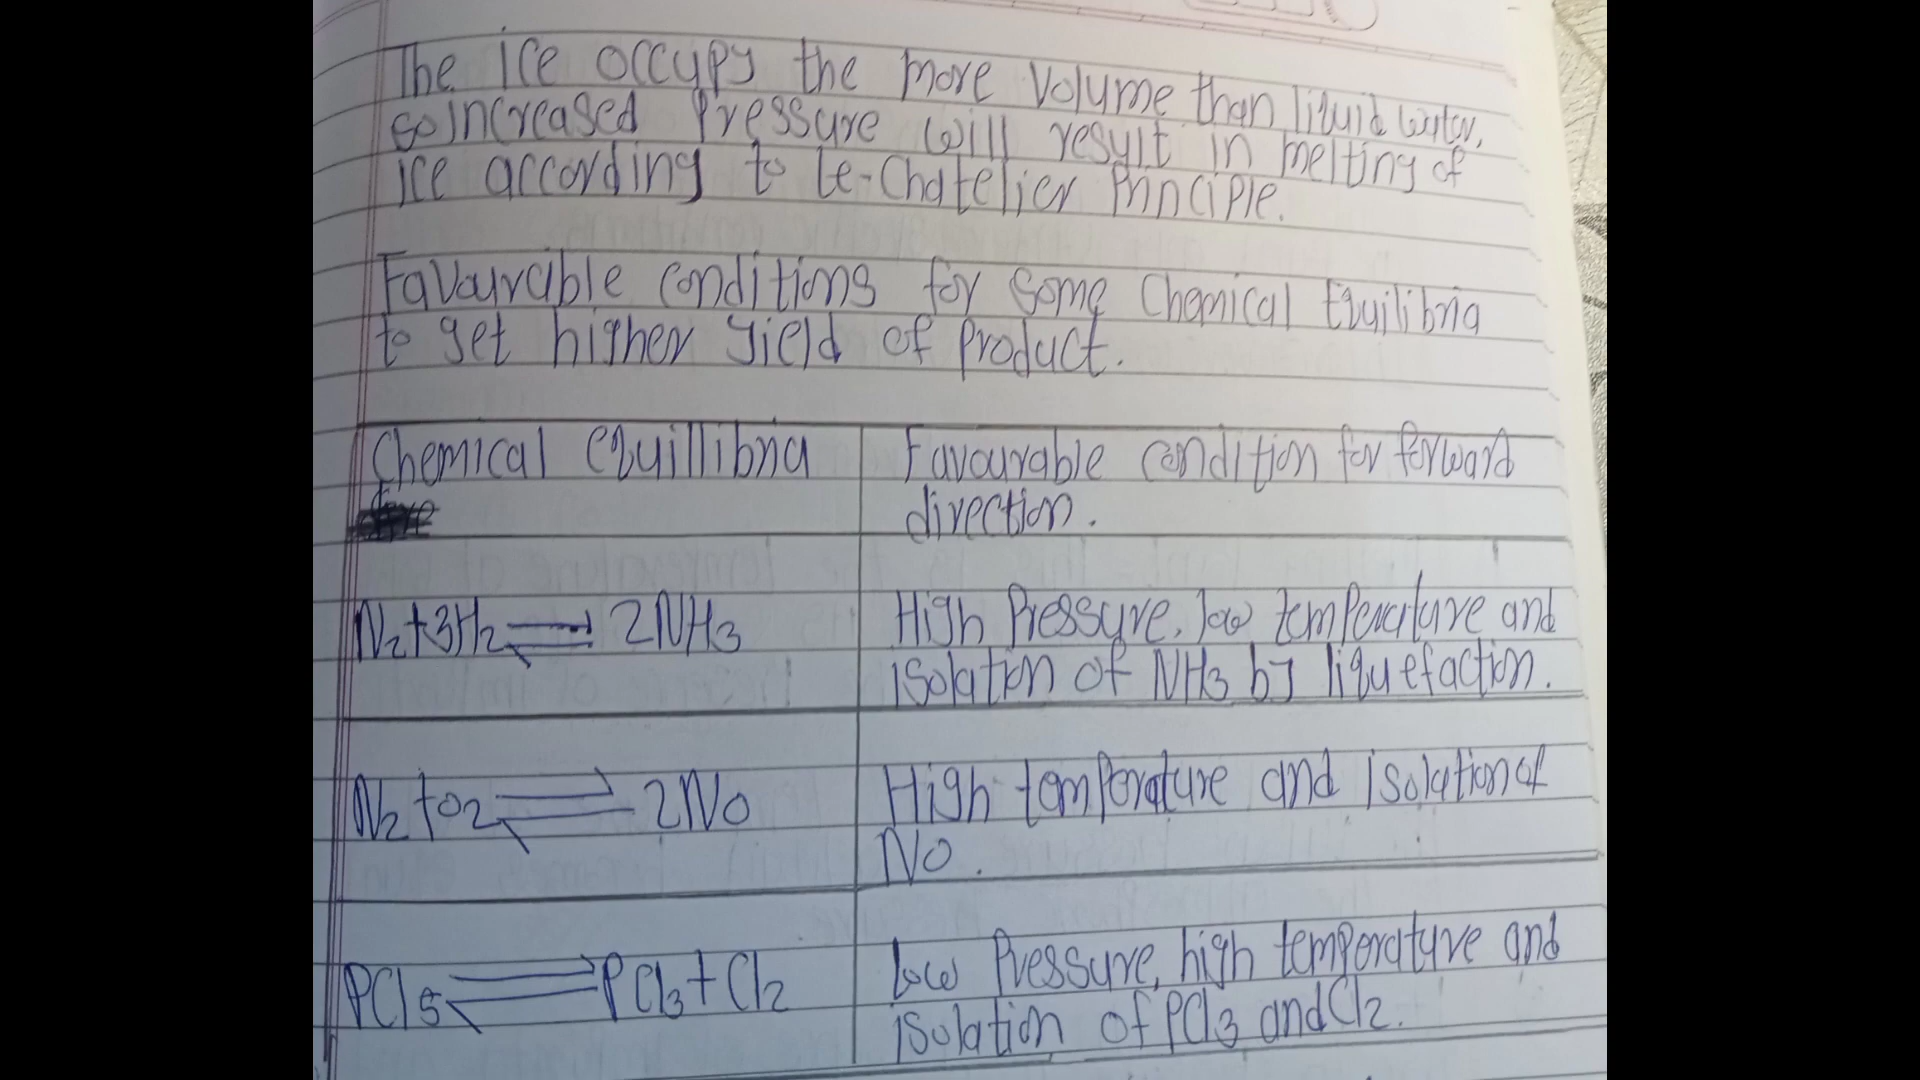 The ice occupy the more volume than liquid water,
so increased pressure will result in melting of
ice according to Le-Chatelier principle.
Favourable conditions for some Chemical Equilibria
to get higher yield of product.
Chemical equillibria
Favourable condition for forward
direction.
N2+3H2 ⇌ 2NH3
High Pressure, low temperature and
isolation of NH3 by liquefaction.
N2+O2 ⇌ 2NO
High temperature and isolation of
NO.
PCl5 ⇌ PCl3+Cl2
Low Pressure, high temperature and
isolation of PCl3 and Cl2.